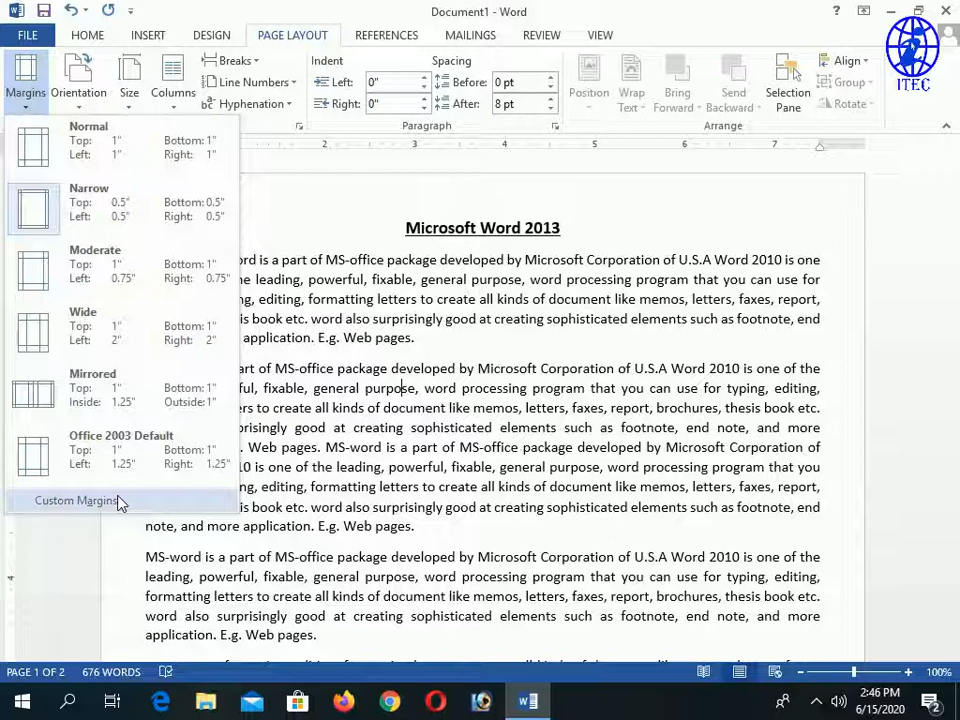 Document1 - Word
?
ITEC
FILE HOME INSERT DESIGN PAGE LAYOUT REFERENCES MAILINGS REVIEW VIEW
Margins Orientation Size Columns
Breaks
Line Numbers
Hyphenation
Indent Spacing
Left: 0" Before: 0 pt
Right: 0" After: 8 pt
Paragraph
Position Wrap Text Bring Forward Send Backward Selection Pane
Align
Group
Rotate
Arrange
2 3 4 5 6 7
Normal
Top: 1" Bottom: 1"
Left: 1" Right: 1"
Narrow
Top: 0.5" Bottom: 0.5"
Left: 0.5" Right: 0.5"
Moderate
Top: 1" Bottom: 1"
Left: 0.75" Right: 0.75"
Wide
Top: 1" Bottom: 1"
Left: 2" Right: 2"
Mirrored
Top: 1" Bottom: 1"
Inside: 1.25" Outside: 1"
Office 2003 Default
Top: 1" Bottom: 1"
Left: 1.25" Right: 1.25"
Custom Margins
Microsoft Word 2013
rd is a part of MS-office package developed by Microsoft Corporation of U.S.A Word 2010 is one
the leading, powerful, fixable, general purpose, word processing program that you can use for
ng, editing, formatting letters to create all kinds of document like memos, letters, faxes, report,
is book etc. word also surprisingly good at creating sophisticated elements such as footnote, end
application. E.g. Web pages.
art of MS-office package developed by Microsoft Corporation of U.S.A Word 2010 is one of the
ul, fixable, general purpose, word processing program that you can use for typing, editing,
rs to create all kinds of document like memos, letters, faxes, report, brochures, thesis book etc.
risingly good at creating sophisticated elements such as footnote, end note, and more
. Web pages. MS-word is a part of MS-office package developed by Microsoft Corporation of
10 is one of the leading, powerful, fixable, general purpose, word processing program that you
ng, editing, formatting letters to create all kinds of document like memos, letters, faxes, report,
is book etc. word also surprisingly good at creating sophisticated elements such as footnote, end
note, and more application. E.g. Web pages.
MS-word is a part of MS-office package developed by Microsoft Corporation of U.S.A Word 2010 is one of the
leading, powerful, fixable, general purpose, word processing program that you can use for typing, editing,
formatting letters to create all kinds of document like memos, letters, faxes, report, brochures, thesis book etc.
word also surprisingly good at creating sophisticated elements such as footnote, end note, and more
application. E.g. Web pages.
4
PAGE 1 OF 2 676 WORDS 100%
2:46 PM
6/15/2020
2